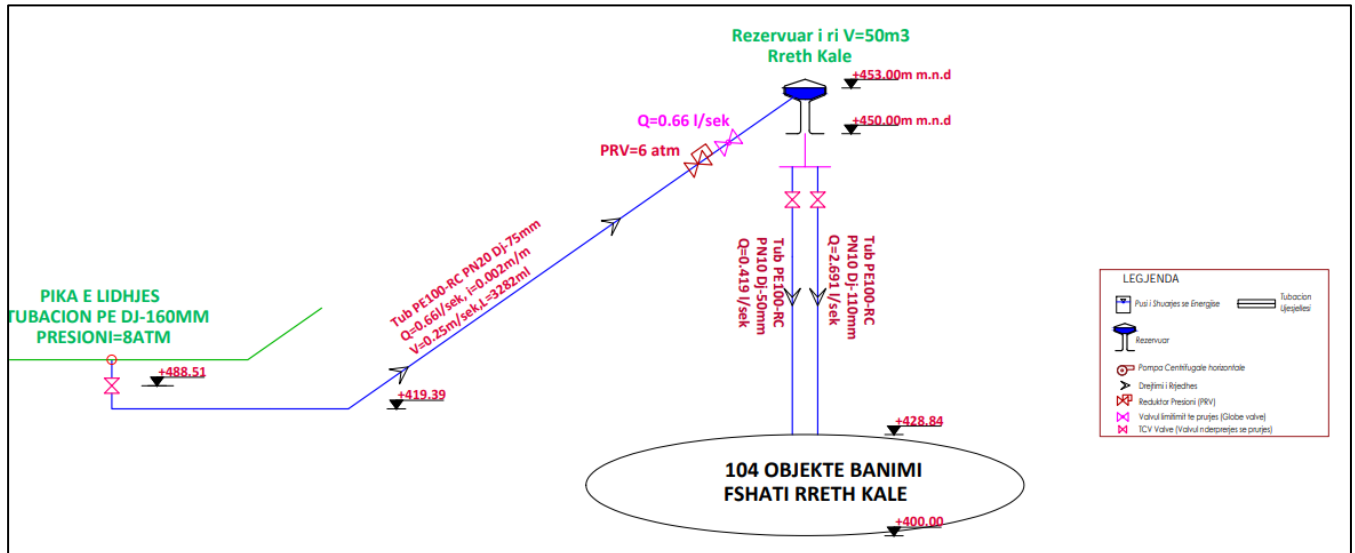 Rezervuar i ri V=50m3
Rreth Kale
+453.00m m.n.d
+450.00m m.n.d
Q=0.66 l/sek
PRV=6 atm
Tub PE100-RC PN20 Dj-75mm
Q=0.66l/sek, i=0.002m/m
V=0.25m/sek,L=3282ml
PIKA E LIDHJES
TUBACION PE DJ-160MM
PRESIONI=8ATM
+488.51
+419.39
Tub PE100-RC
PN10 Dj-50mm
Q=0.419 l/sek
Tub PE100-RC
PN10 Dj-110mm
Q=2.691 l/sek
+428.84
104 OBJEKTE BANIMI
FSHATI RRETH KALE
+400.00
LEGJENDA
Pusi i Shuarjes se Energjise
Tubacion
Ujesjellesi
Rezervuar
Pompa Centrifugale horizontale
Drejtimi i Rrjedhes
Reduktor Presioni (PRV)
Valvul limitimit te prurjes (Globe valve)
TCV Valve (Valvul nderprerjes se prurjes)